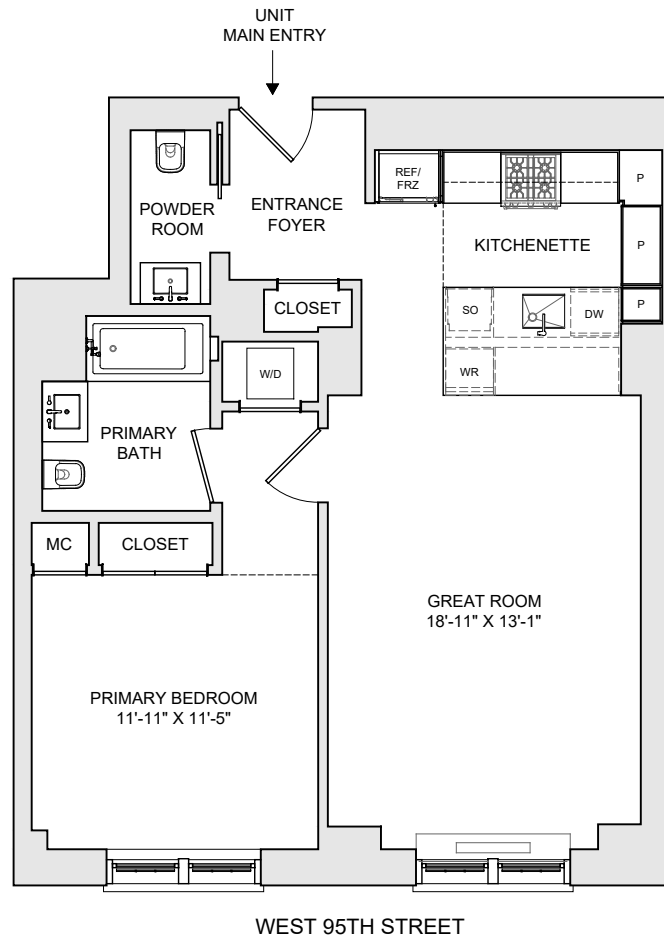 UNIT
MAIN ENTRY
REF/
FRZ
P
POWDER
ROOM
ENTRANCE
FOYER
KITCHENETTE
P
CLOSET
SO
DW
P
W/D
WR
PRIMARY
BATH
MC
CLOSET
GREAT ROOM
18'-11" X 13'-1"
PRIMARY BEDROOM
11'-11" X 11'-5"
WEST 95TH STREET